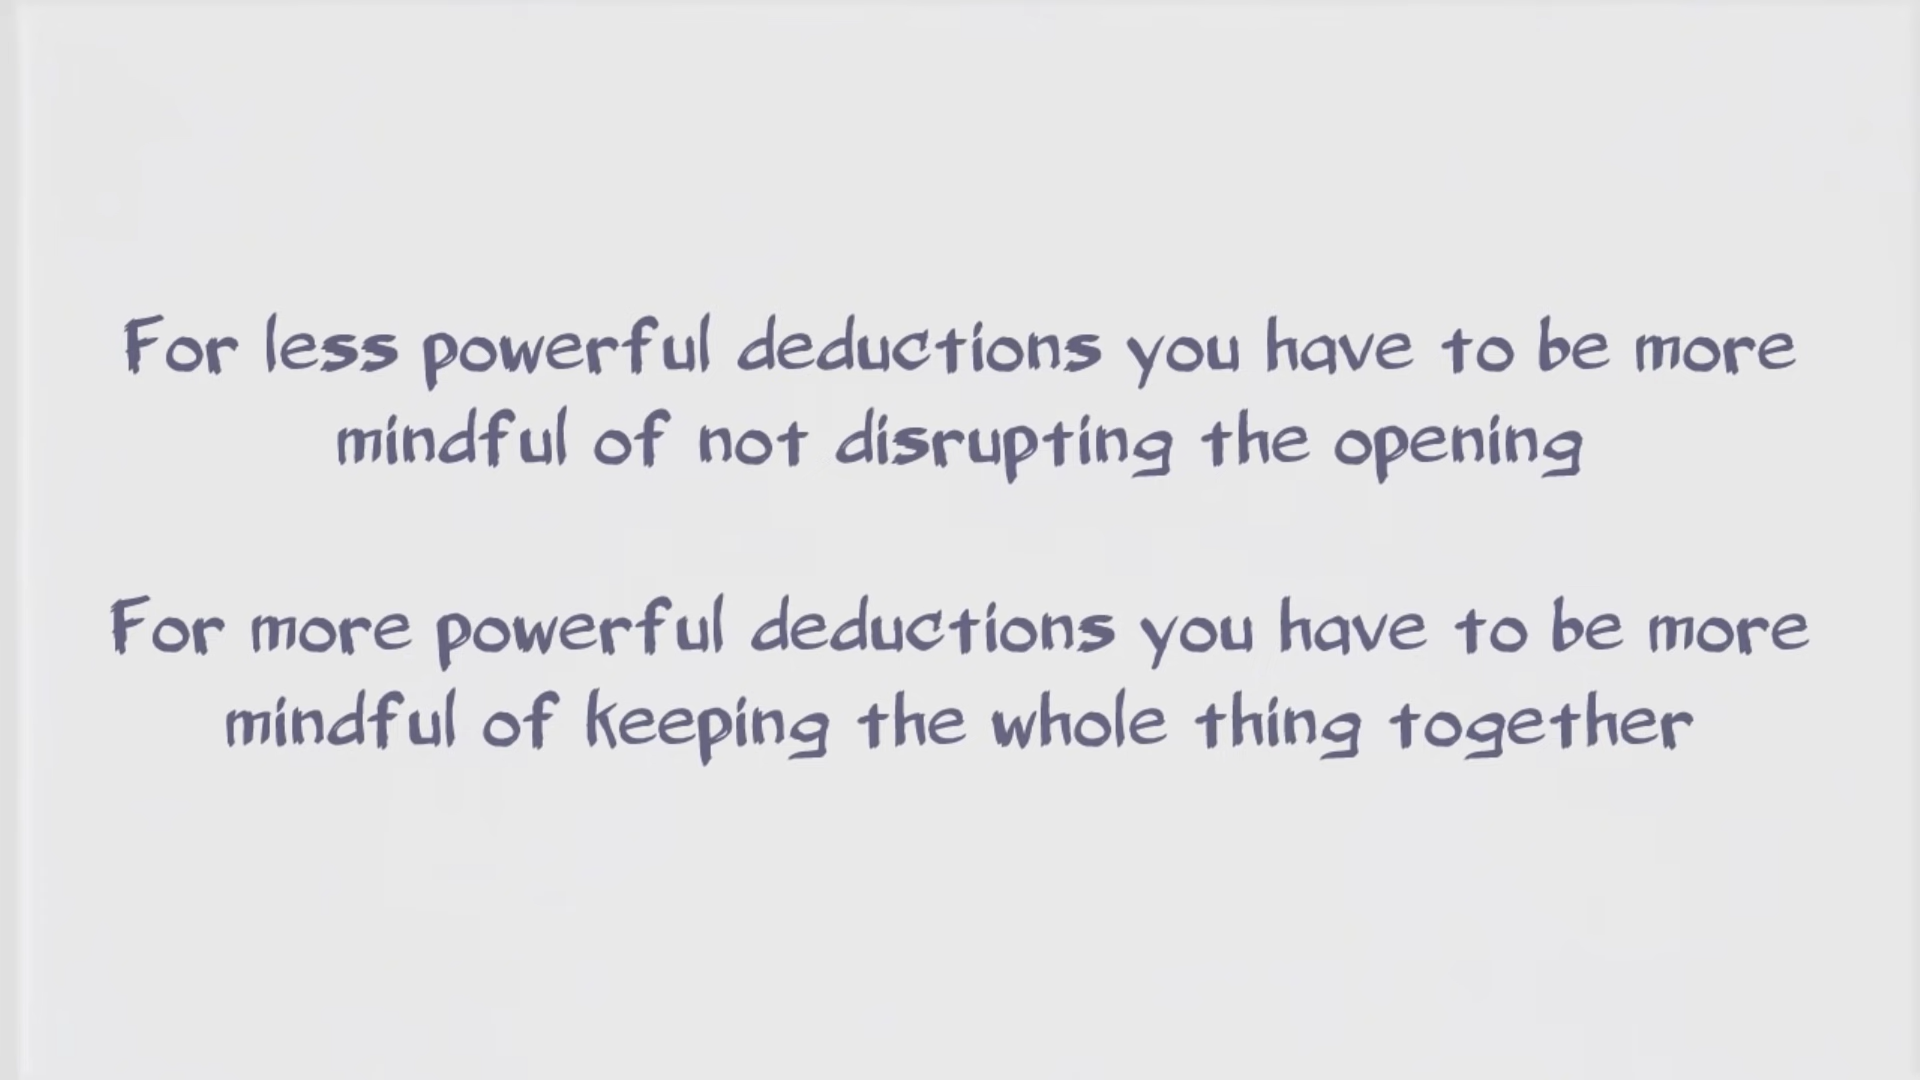 For less powerful deductions you have to be more
mindful of not disrupting the opening
For more powerful deductions you have to be more
mindful of keeping the whole thing together